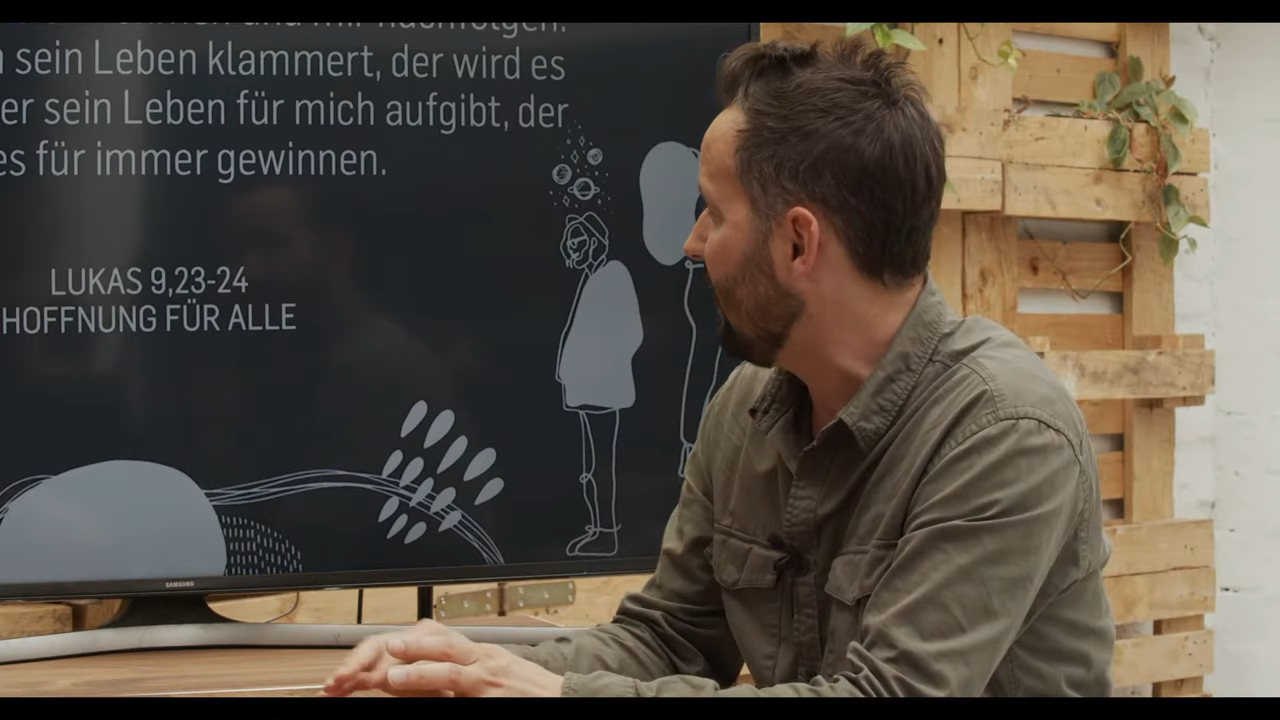 sein Leben klammert, der wird es
er sein Leben für mich aufgibt, der
es für immer gewinnen.
LUKAS 9,23-24
HOFFNUNG FÜR ALLE
SAMSUNG